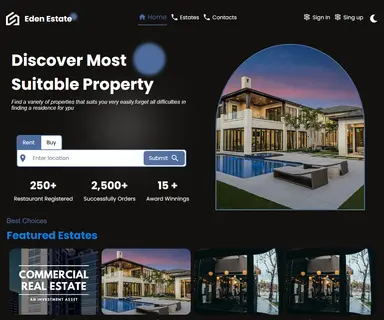 Eden Estate
Home
Estates
Contacts
Sign In
Sing up
Discover Most
Suitable Property
Find a variety of properties that suits you very easily forget all difficulties in
finding a residence for ypu
Rent
Buy
Enter location
Submit
250+
2,500+
15 +
Restaurant Registered
Successfully Orders
Award Winnings
Best Choices
Featured Estates
COMMERCIAL
REAL ESTATE
AN INVESTMENT ASSET